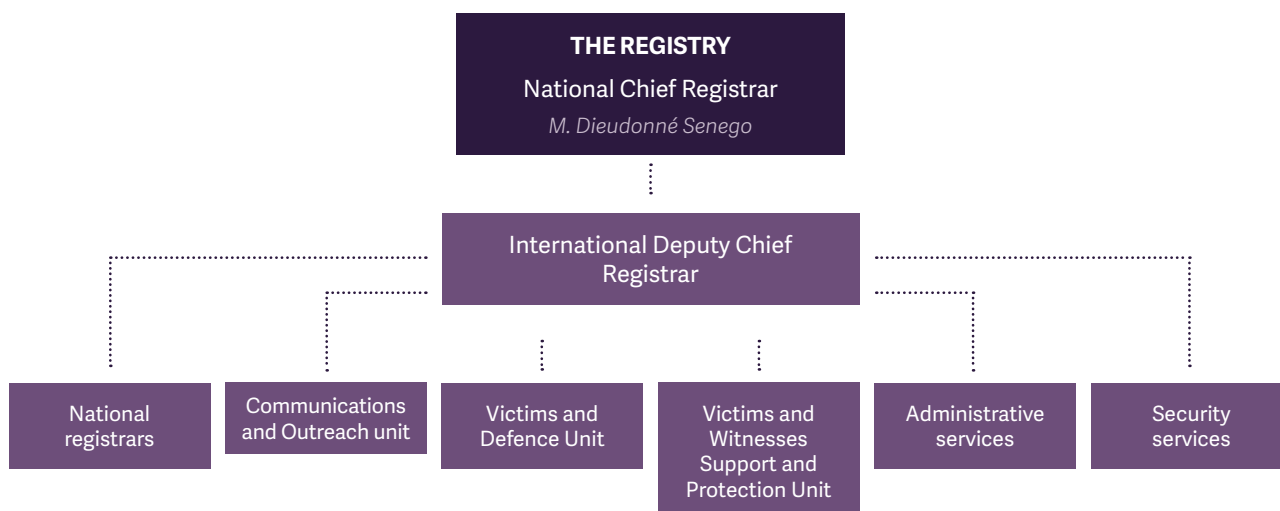 THE REGISTRY
National Chief Registrar
M. Dieudonné Senego
International Deputy Chief
Registrar
National
registrars
Communications
and Outreach unit
Victims and
Defence Unit
Victims and
Witnesses
Support and
Protection Unit
Administrative
services
Security
services